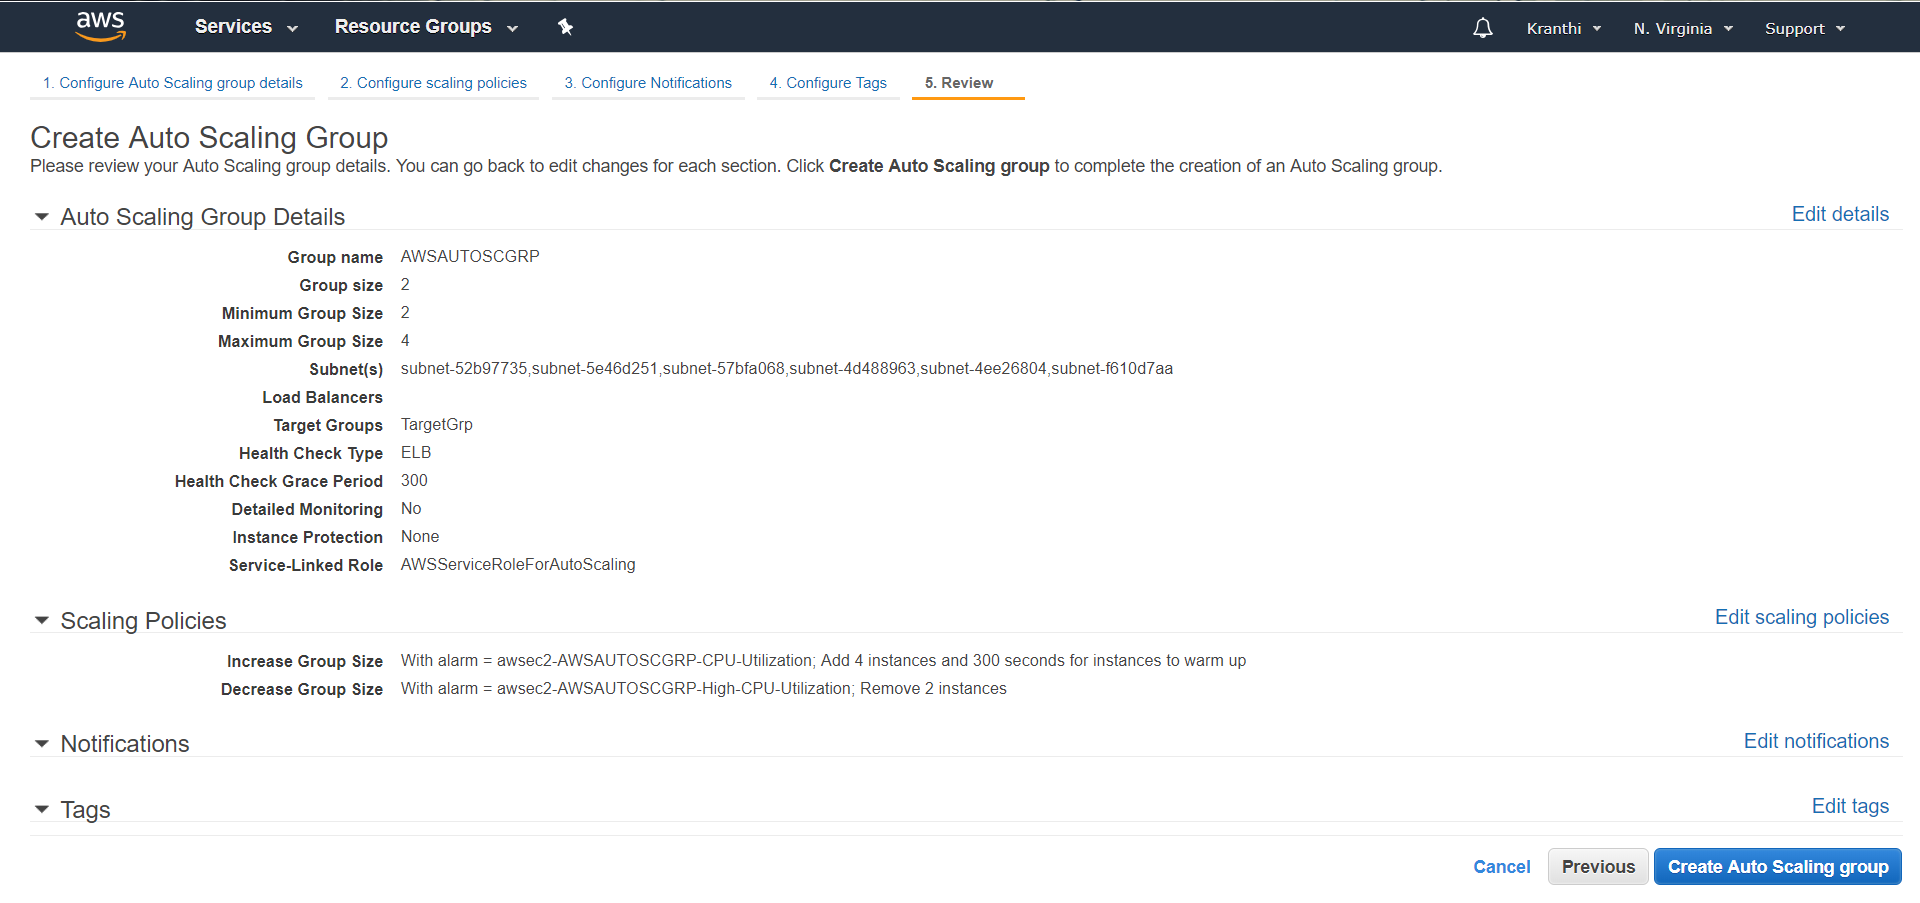 aws Services Resource Groups Kranthi N. Virginia Support
1. Configure Auto Scaling group details 2. Configure scaling policies 3. Configure Notifications 4. Configure Tags 5. Review
Create Auto Scaling Group
Please review your Auto Scaling group details. You can go back to edit changes for each section. Click Create Auto Scaling group to complete the creation of an Auto Scaling group.
Auto Scaling Group Details Edit details
Group name AWSAUTOSCGRP
Group size 2
Minimum Group Size 2
Maximum Group Size 4
Subnet(s) subnet-52b97735,subnet-5e46d251,subnet-57bfa068,subnet-4d488963,subnet-4ee26804,subnet-f610d7aa
Load Balancers
Target Groups TargetGrp
Health Check Type ELB
Health Check Grace Period 300
Detailed Monitoring No
Instance Protection None
Service-Linked Role AWSServiceRoleForAutoScaling
Scaling Policies Edit scaling policies
Increase Group Size With alarm = awsec2-AWSAUTOSCGRP-CPU-Utilization; Add 4 instances and 300 seconds for instances to warm up
Decrease Group Size With alarm = awsec2-AWSAUTOSCGRP-High-CPU-Utilization; Remove 2 instances
Notifications Edit notifications
Tags Edit tags
Cancel Previous Create Auto Scaling group